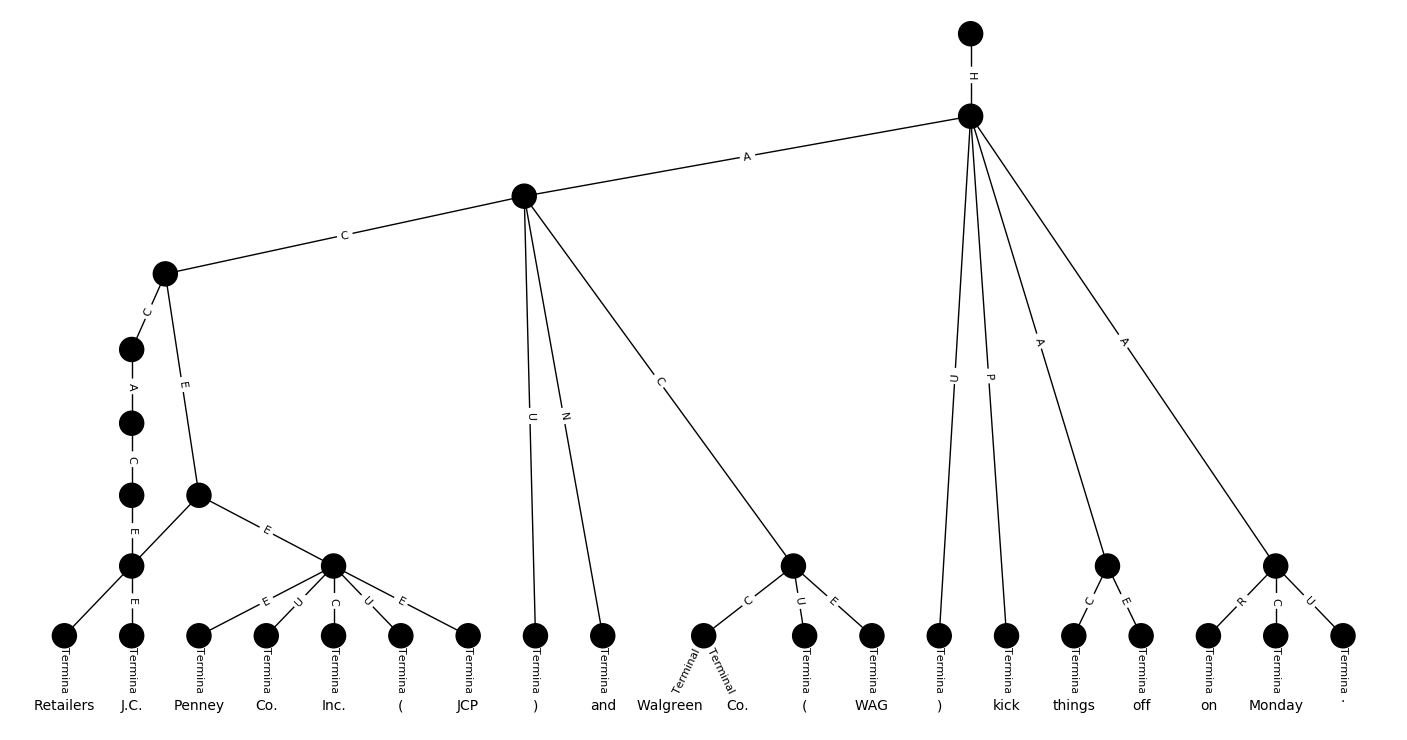 H
A
C
C
E
A
U
N
C
U
P
A
A
C
E
E
E
E
U
C
U
E
C
U
E
C
E
R
C
U
Termina Termina Termina Termina Termina Termina Termina Termina Termina Terminal Terminal Termina Termina Termina Termina Termina Termina Termina Termina Termina
Retailers J.C. Penney Co. Inc. ( JCP ) and Walgreen Co. ( WAG ) kick things off on Monday .